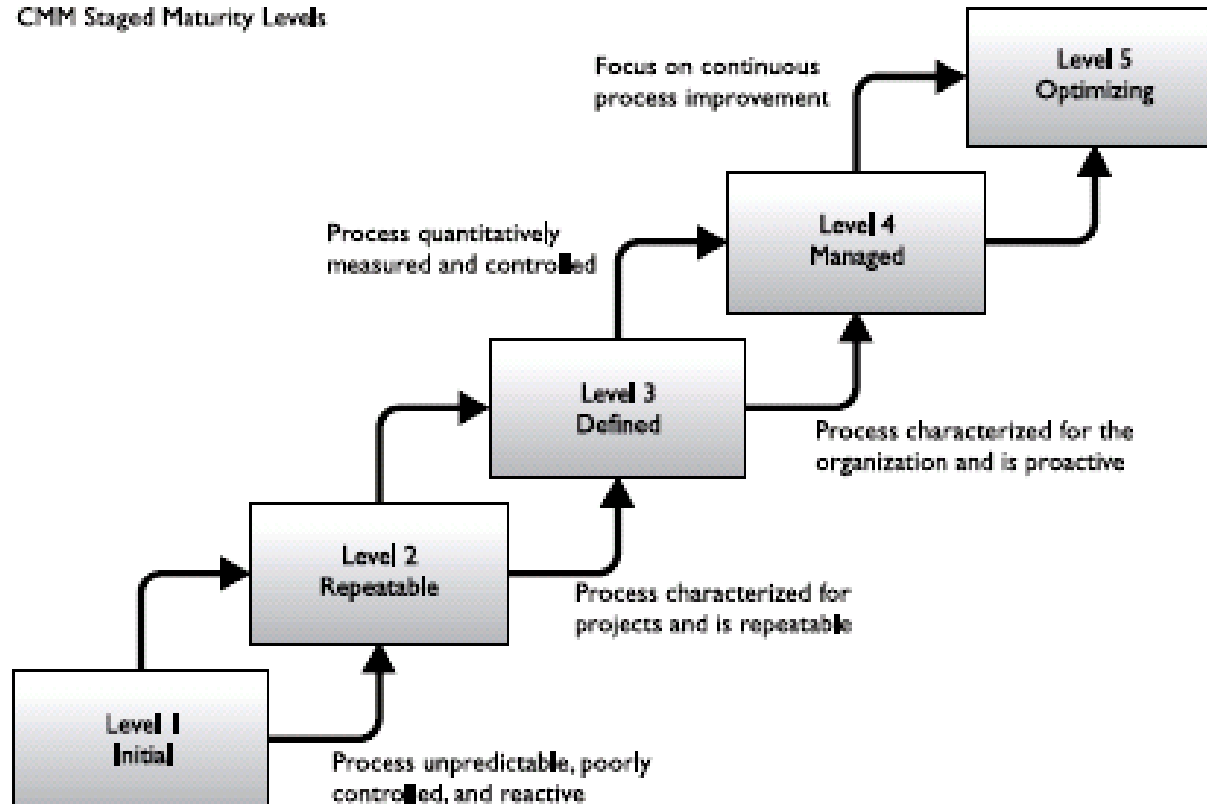 CMM Staged Maturity Levels
Focus on continuous
process improvement
Level 5
Optimizing
Process quantitatively
measured and controlled
Level 4
Managed
Level 3
Defined
Process characterized for the
organization and is proactive
Level 2
Repeatable
Process characterized for
projects and is repeatable
Level 1
Initial
Process unpredictable, poorly
controlled, and reactive